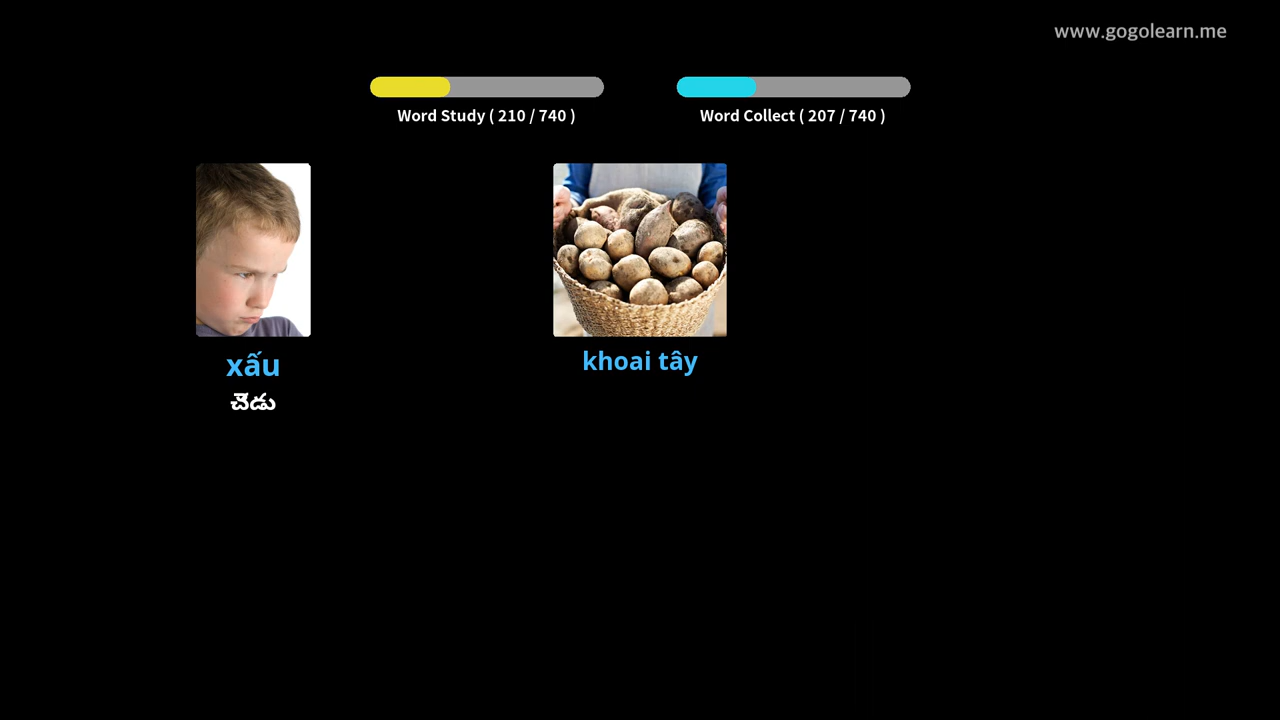 www.gogolearn.me
Word Study ( 210 / 740 )
Word Collect ( 207 / 740 )
xấu
చెడు
khoai tây